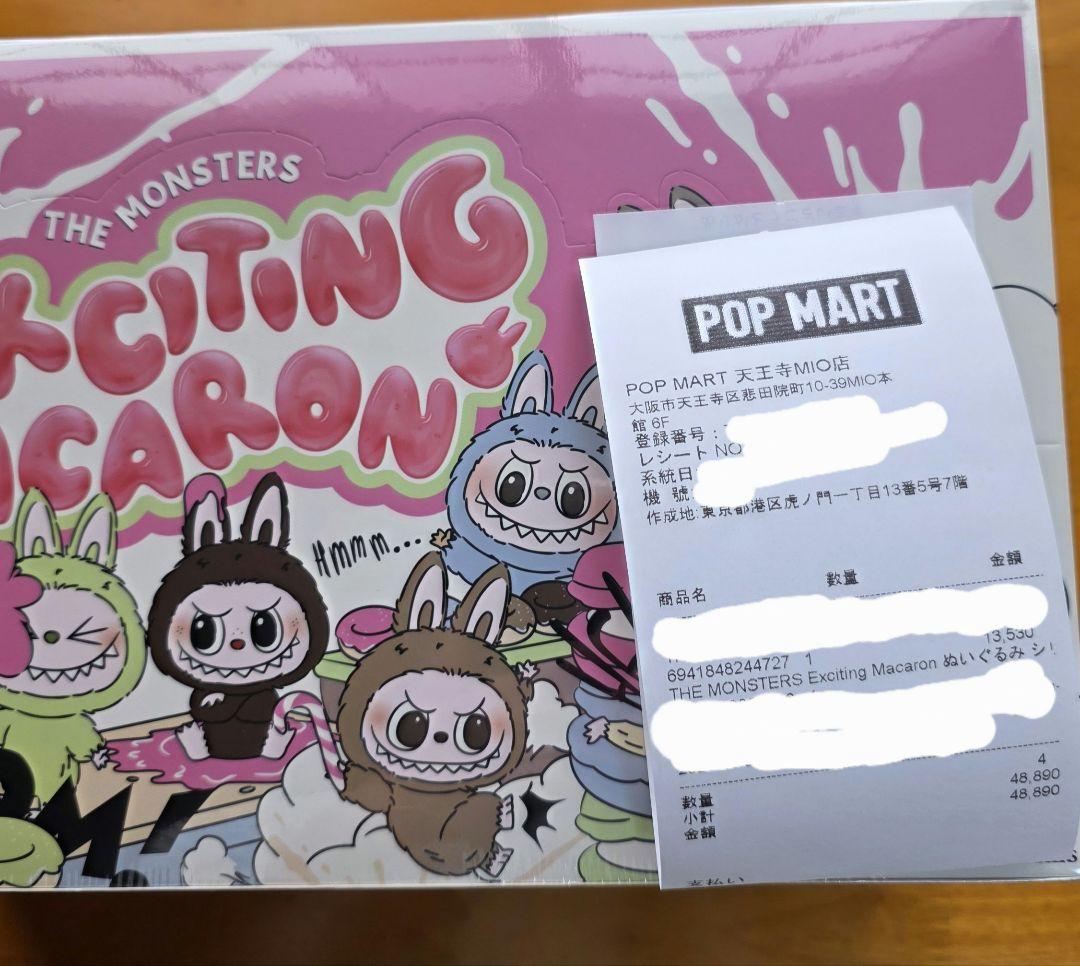 THE MONSTERS
CITING
ACARON
Hmmm...
POP MART
POP MART 天王寺MIO店
大阪市天王寺区悲田院町10-39MIO本
館 6F
登録番号:
レシート NO
系統日
機 號
作成地:東京都港区虎ノ門一丁目13番5号7階
商品名 数量 金額
13,530
6941848244727 1
THE MONSTERS Exciting Macaron ぬいぐるみ シ
数量 4
小計 48,890
金額 48,890